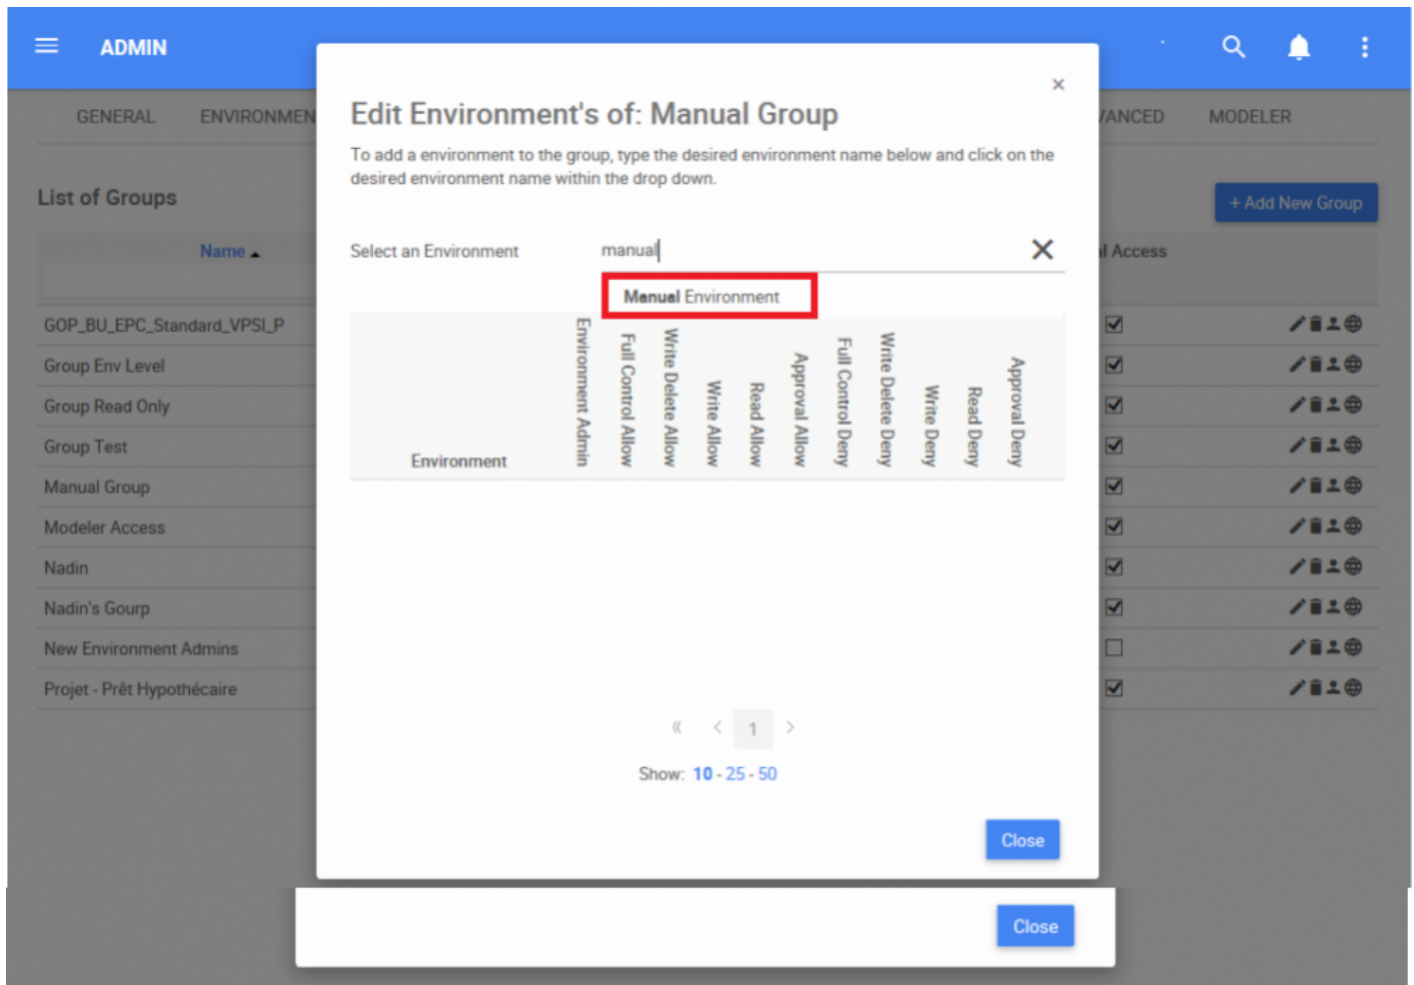 ADMIN
GENERAL ENVIRONMEN VANCED MODELER
×
Edit Environment's of: Manual Group
To add a environment to the group, type the desired environment name below and click on the
desired environment name within the drop down.
List of Groups
+ Add New Group
Name
Select an Environment manual
l Access
Manual Environment
Environment
Environment Admin
Full Control Allow
Write Delete Allow
Write Allow
Read Allow
Approval Allow
Full Control Deny
Write Delete Deny
Write Deny
Read Deny
Approval Deny
GOP_BU_EPC_Standard_VPSI_P
Group Env Level
Group Read Only
Group Test
Manual Group
Modeler Access
Nadin
Nadin's Gourp
New Environment Admins
Projet - Prêt Hypothécaire
« < 1 >
Show: 10 - 25 - 50
Close
Close